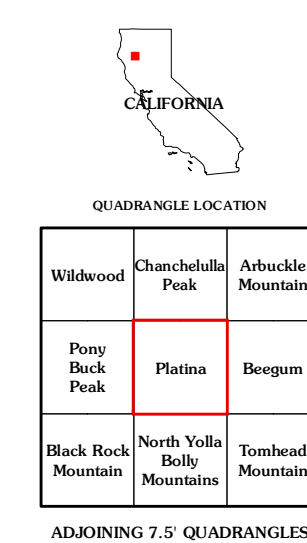 CALIFORNIA
QUADRANGLE LOCATION
Wildwood
Chanchelulla
Peak
Arbuckle
Mountain
Pony
Buck
Peak
Platina
Beegum
Black Rock
Mountain
North Yolla
Bolly
Mountains
Tomhead
Mountain
ADJOINING 7.5' QUADRANGLES